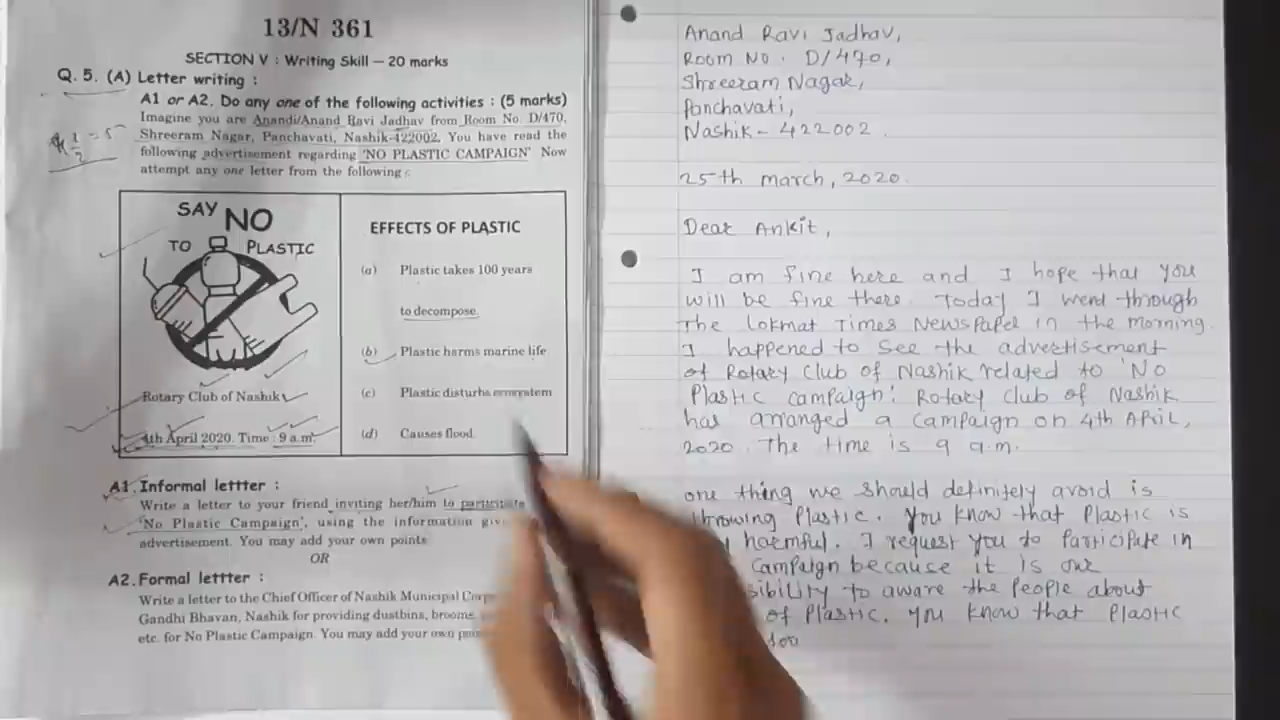 13/N 361
SECTION V : Writing Skill – 20 marks
Q. 5. (A) Letter writing :
A1 or A2. Do any one of the following activities : (5 marks)
Imagine you are Anandi/Anand Ravi Jadhav from Room No. D/470,
Shreeram Nagar, Panchavati, Nashik-422002. You have read the
following advertisement regarding 'NO PLASTIC CAMPAIGN' Now
attempt any one letter from the following :
SAY NO
TO PLASTIC
Rotary Club of Nashik
4th April 2020. Time : 9 a.m.
EFFECTS OF PLASTIC
(a) Plastic takes 100 years
to decompose.
(b) Plastic harms marine life
(c) Plastic disturbs ecosystem
(d) Causes flood.
A1. Informal lettter :
Write a letter to your friend inviting her/him to participate
'No Plastic Campaign', using the information
advertisement. You may add your own points
OR
A2. Formal lettter :
Write a letter to the Chief Officer of Nashik Municipal
Gandhi Bhavan, Nashik for providing dustbins, brooms,
etc. for No Plastic Campaign. You may add your own
Anand Ravi Jadhav,
Room No. D/470,
Shreeram Nagar,
Panchavati,
Nashik - 422002.
25th march, 2020.
Dear Ankit,
I am fine here and I hope that you
will be fine there. Today I went through
The Lokmat Times Newspaper in the morning.
I happened to see the advertisement
of Rotary Club of Nashik related to 'No
Plastic campaign'. Rotary club of Nashik
has arranged a campaign on 4th April,
2020. The time is 9 a.m.
one thing we should definitely avoid is
throwing Plastic. You know that Plastic is
harmful. I request you to Participate in
campaign because it is our
to aware the People about
of Plastic. You know that Plastic